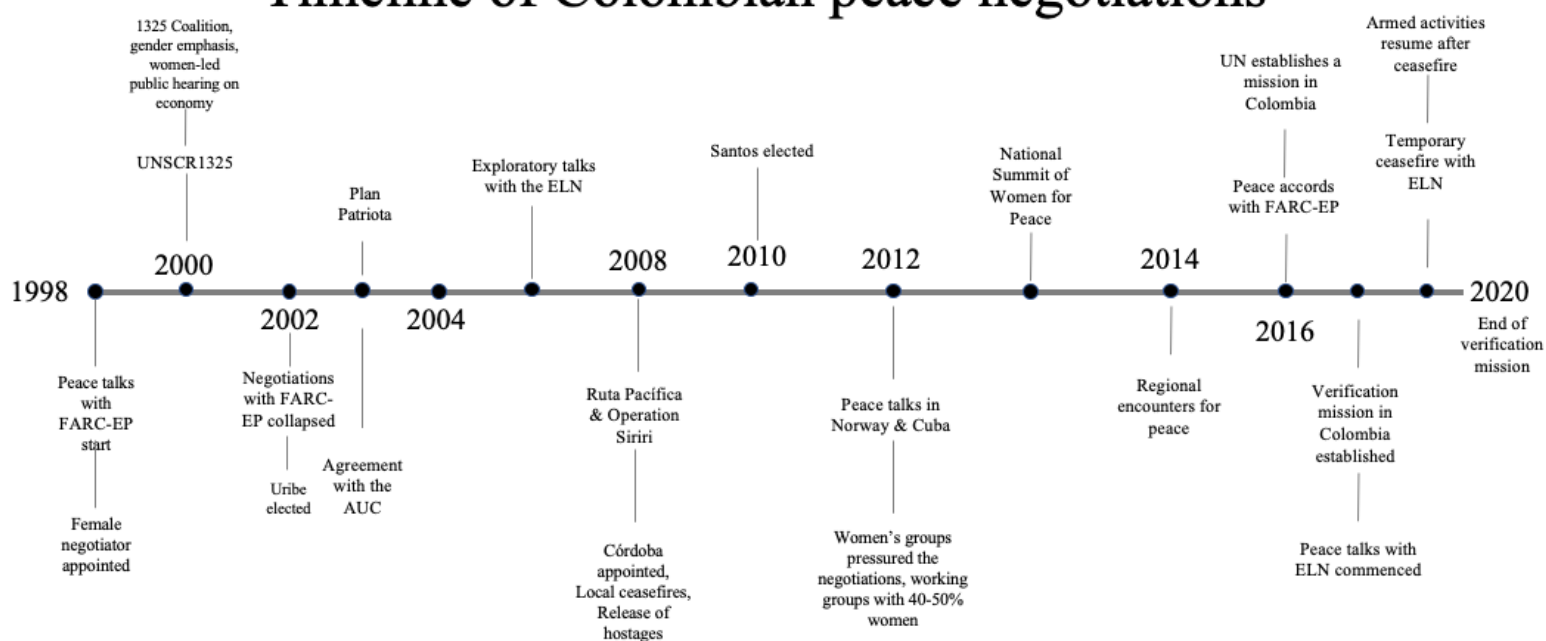 Timeline of Colombian peace negotiations
1325 Coalition,
gender emphasis,
women-led
public hearing on
economy
UNSCR1325
Plan
Patriota
Exploratory talks
with the ELN
Santos elected
National
Summit of
Women for
Peace
UN establishes a
mission in
Colombia
Peace accords
with FARC-EP
Armed activities
resume after
ceasefire
Temporary
ceasefire with
ELN
1998
2000
2002
2004
2008
2010
2012
2014
2016
2020
End of
verification
mission
Peace talks
with
FARC-EP
start
Female
negotiator
appointed
Negotiations
with FARC-
EP collapsed
Uribe
elected
Agreement
with the
AUC
Ruta Pacífica
& Operation
Siriri
Córdoba
appointed,
Local ceasefires,
Release of
hostages
Peace talks in
Norway & Cuba
Women’s groups
pressured the
negotiations, working
groups with 40-50%
women
Regional
encounters for
peace
Verification
mission in
Colombia
established
Peace talks with
ELN commenced